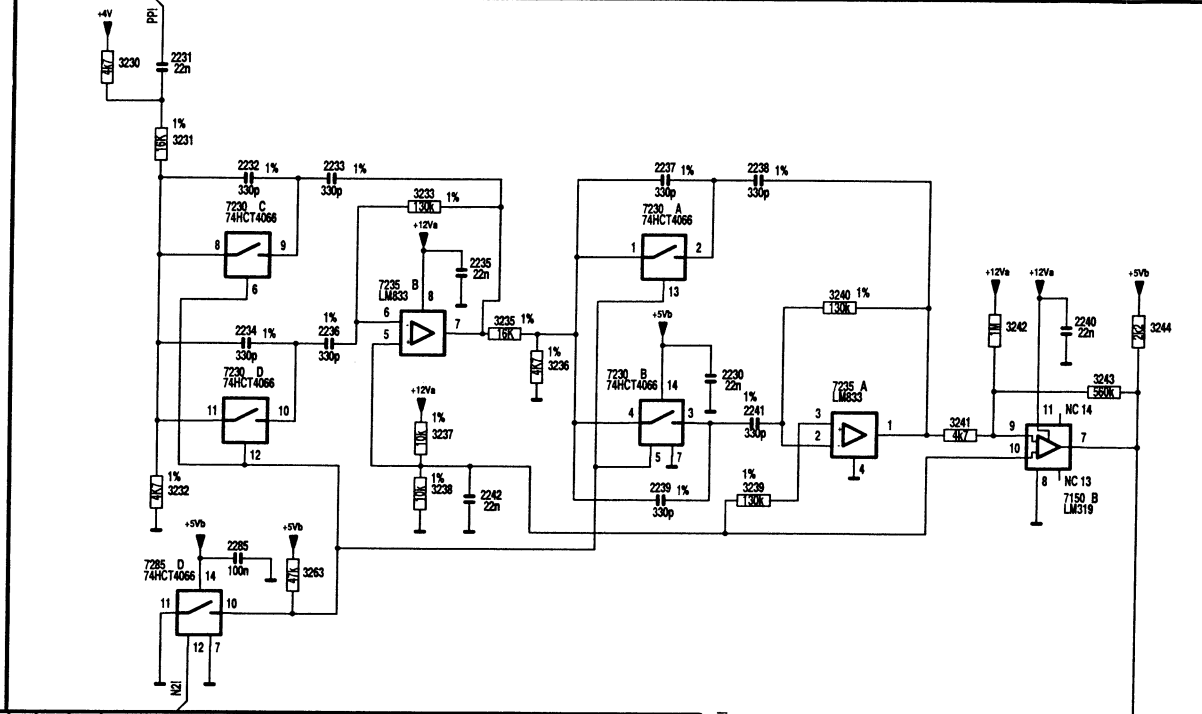 +4V
PP!
4k7
3230
2231
22n
1%
16K
3231
2232 1%
330p
2233 1%
330p
7230 C
74HCT4066
8
9
6
3233 1%
130k
+12Va
2235
22n
7235 B
LM833
8
6
5
7
2234 1%
330p
1%
2236
330p
7230 D
74HCT4066
11
10
12
3235 1%
16K
1%
4K7
3236
2237 1%
330p
2238 1%
330p
7230 A
74HCT4066
1
2
13
+5Vb
7230 B
74HCT4066
14
2230
22n
4
3
5
7
1%
2241
330p
2239 1%
330p
3240 1%
130k
7235 A
LM833
3
2
1
4
1%
3239
130k
3241
4k7
+12Va
1M
3242
+12Va
2240
22n
+5Vb
2k2
3244
3243
560k
11
NC 14
9
10
7
8
NC 13
7150 B
LM319
+12Va
1%
10k
3237
1%
10k
3238
2242
22n
1%
4K7
3232
+5Vb
2285
100n
+5Vb
47k
3263
7285 D
74HCT4066
14
11
10
12
7
N2!